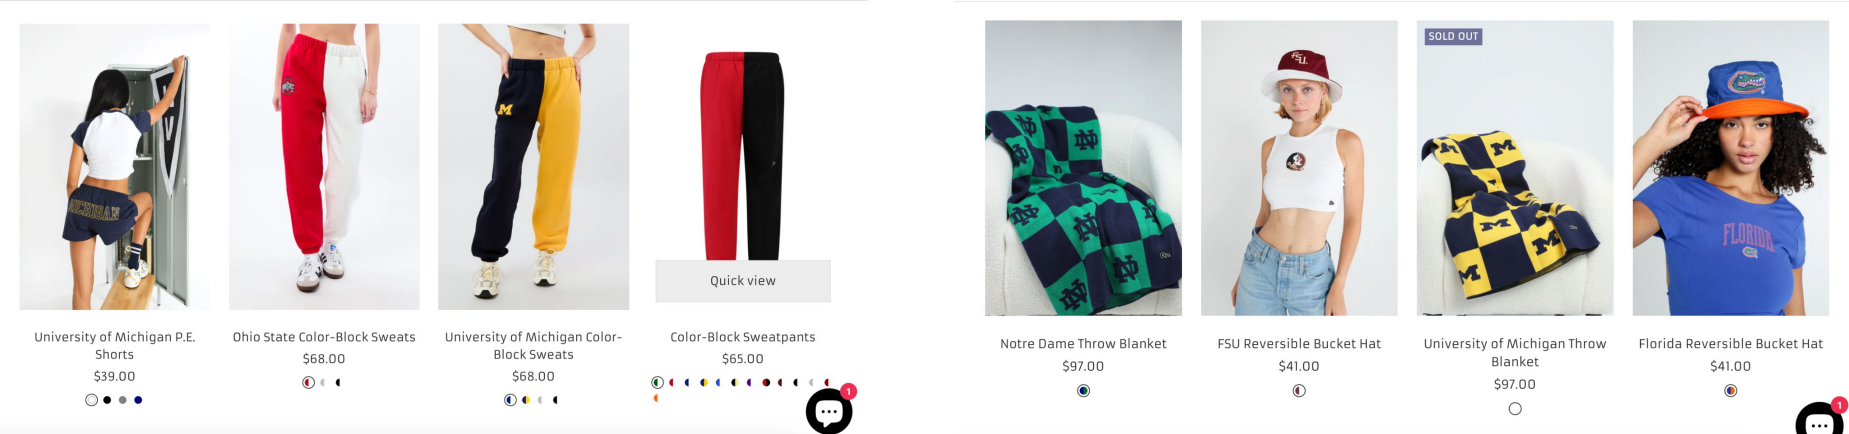 MICHIGAN
M
Quick view
University of Michigan P.E.
Shorts
$39.00
Ohio State Color-Block Sweats
$68.00
University of Michigan Color-
Block Sweats
$68.00
Color-Block Sweatpants
$65.00
1
SOLD OUT
FSU
FLORIDA
M
M
M
Notre Dame Throw Blanket
$97.00
FSU Reversible Bucket Hat
$41.00
University of Michigan Throw
Blanket
$97.00
Florida Reversible Bucket Hat
$41.00
1